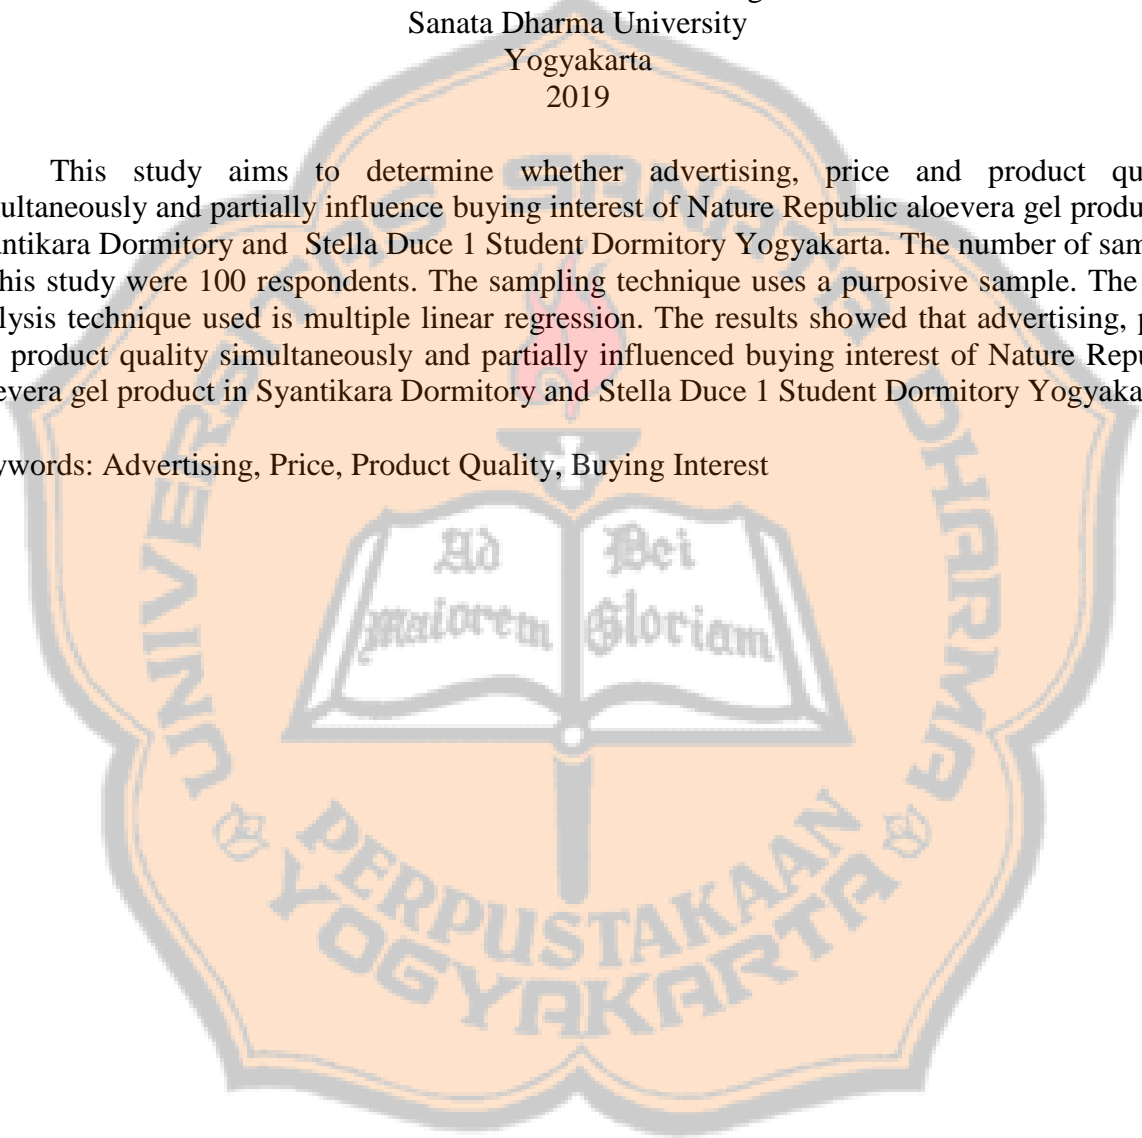 Sanata Dharma University
Yogyakarta
2019
This study aims to determine whether advertising, price and product qu
ultaneously and partially influence buying interest of Nature Republic aloevera gel produ
antikara Dormitory and Stella Duce 1 Student Dormitory Yogyakarta. The number of sam
his study were 100 respondents. The sampling technique uses a purposive sample. The
lysis technique used is multiple linear regression. The results showed that advertising, p
product quality simultaneously and partially influenced buying interest of Nature Repu
evera gel product in Syantikara Dormitory and Stella Duce 1 Student Dormitory Yogyaka
ywords: Advertising, Price, Product Quality, Buying Interest
UNIVERSITAS SANATA DHARMA
Ad maiorem
Dei Gloriam
PERPUSTAKAAN
YOGYAKARTA